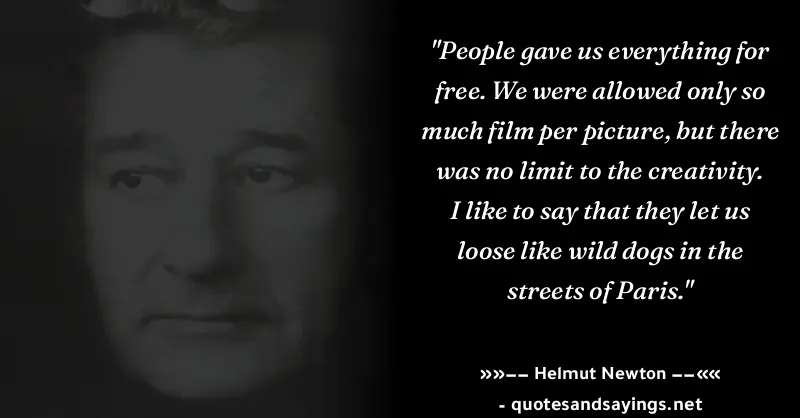 "People gave us everything for
free. We were allowed only so
much film per picture, but there
was no limit to the creativity.
I like to say that they let us
loose like wild dogs in the
streets of Paris."
»»—— Helmut Newton ——««
- quotesandsayings.net